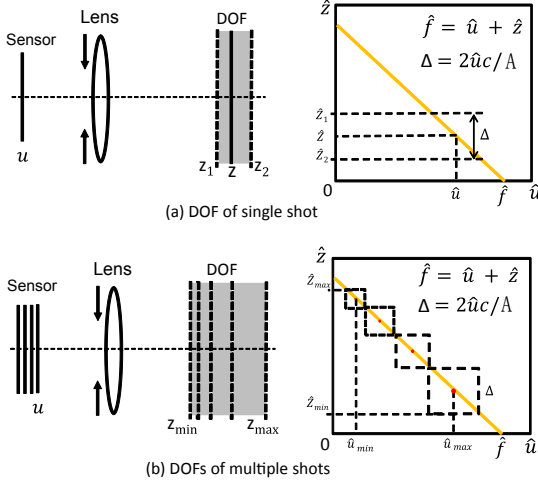 Lens
DOF
Sensor
u
z₁
z
z₂
ẑ
f̂ = û + ẑ
Δ = 2ûc/A
ẑ₁
ẑ
ẑ₂
Δ
0
û
f̂
û
(a) DOF of single shot
Lens
DOF
Sensor
u
zmin
zmax
ẑ
f̂ = û + ẑ
Δ = 2ûc/A
ẑmax
Δ
ẑmin
0
ûmin
ûmax
f̂
û
(b) DOFs of multiple shots